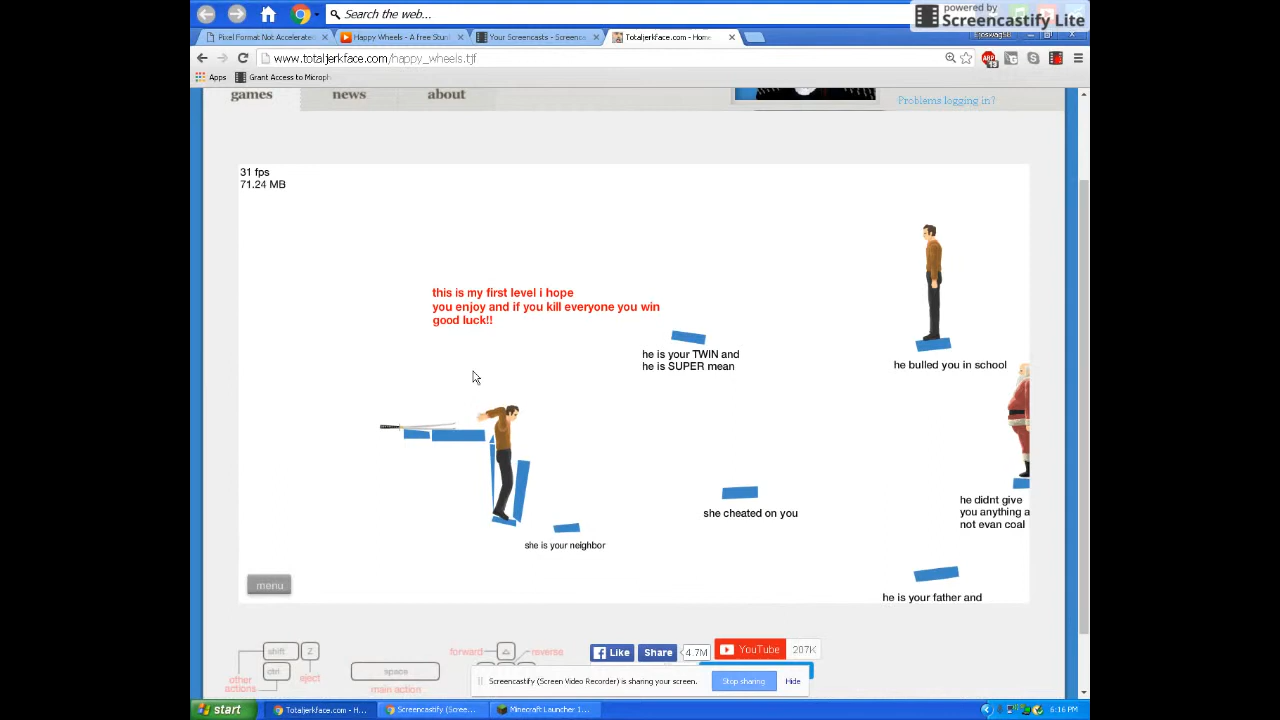 Search the web...
powered by
Screencastify Lite
Pixel Format Not Accelerate
Happy Wheels - A Free Stun
Your Screencasts - Screenca
Totaljerkface.com - Home
www.totaljerkface.com/happy_wheels.tjf
Apps
Grant Access to Microph
games
news
about
Problems logging in?
31 fps
71.24 MB
this is my first level i hope
you enjoy and if you kill everyone you win
good luck!!
he is your TWIN and
he is SUPER mean
he bulled you in school
she cheated on you
he didnt give
you anything a
not evan coal
she is your neighbor
he is your father and
menu
shift
Z
ctrl
other
actions
eject
space
main action
forward
reverse
Like
Share
4.7M
YouTube
207K
Screencastify (Screen Video Recorder) is sharing your screen.
Stop sharing
Hide
start
Totaljerkface.com - Ho...
Screencastify (Scree...
Minecraft Launcher 1...
6:16 PM